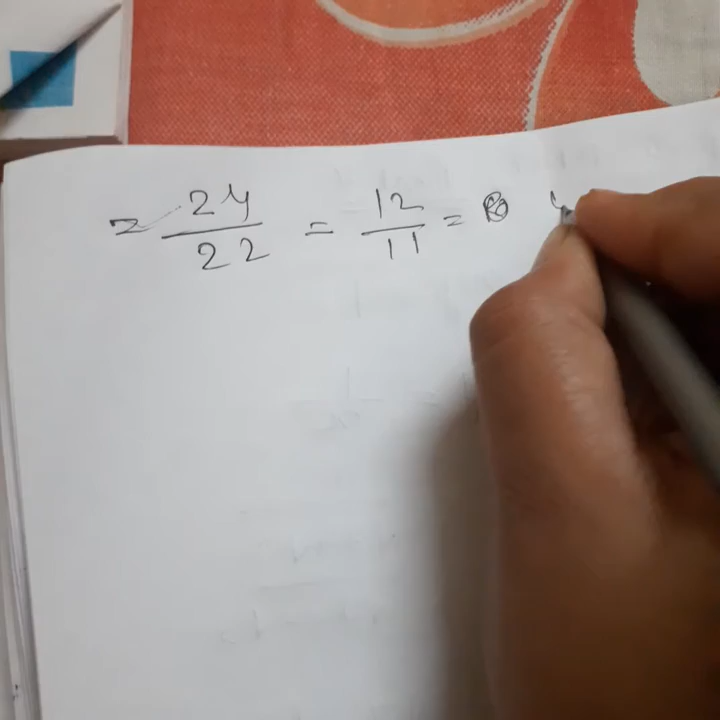 = 24/22 = 12/11 =